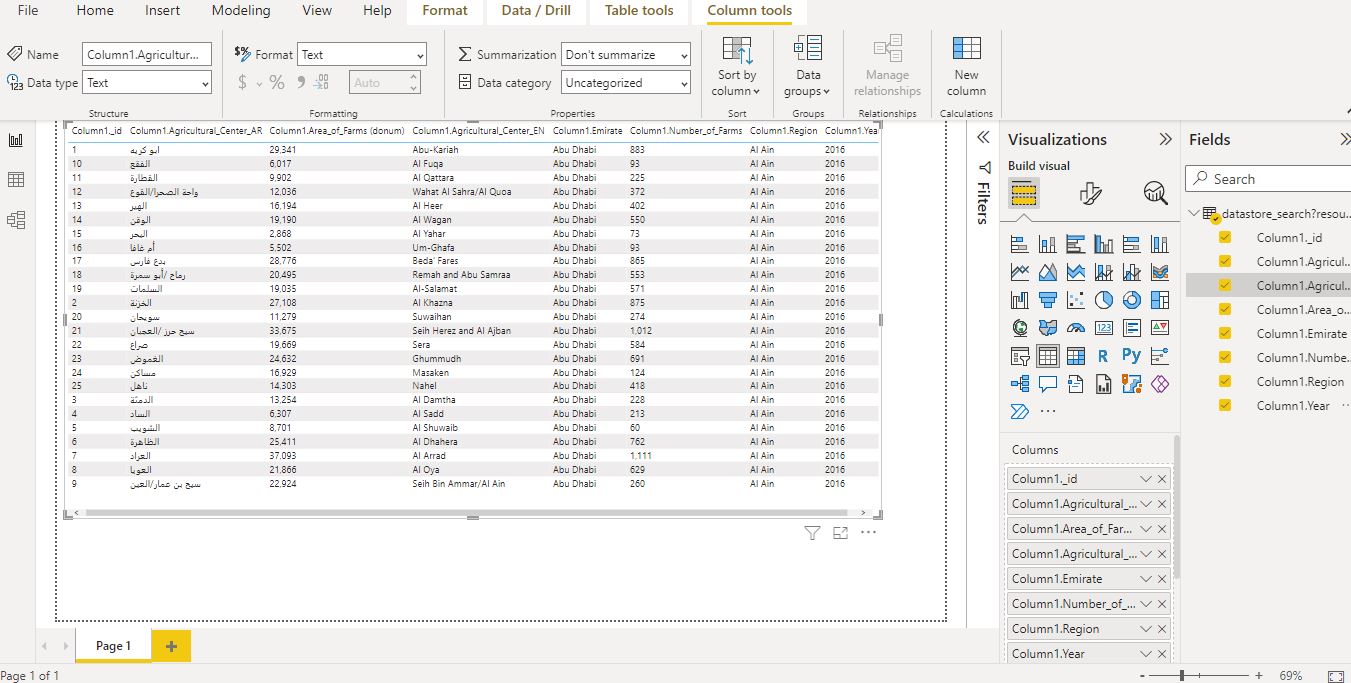 File Home Insert Modeling View Help Format Data / Drill Table tools Column tools
Name Column1.Agricultur... Format Text Summarization Don't summarize
Data type Text $ % Auto Data category Uncategorized
Sort by column Data groups Manage relationships New column
Structure Formatting Properties Sort Groups Relationships Calculations
Column1._id Column1.Agricultural_Center_AR Column1.Area_of_Farms (donum) Column1.Agricultural_Center_EN Column1.Emirate Column1.Number_of_Farms Column1.Region Column1.Yea
1 ابو كريه 29,341 Abu-Kariah Abu Dhabi 883 Al Ain 2016
10 الفقع 6,017 Al Fuqa Abu Dhabi 93 Al Ain 2016
11 القطارة 9,902 Al Qattara Abu Dhabi 225 Al Ain 2016
12 واحة الصحرا/القوع 12,036 Wahat Al Sahra/Al Quoa Abu Dhabi 372 Al Ain 2016
13 الهير 16,194 Al Heer Abu Dhabi 402 Al Ain 2016
14 الوقن 19,190 Al Wagan Abu Dhabi 550 Al Ain 2016
15 اليحر 2,868 Al Yahar Abu Dhabi 73 Al Ain 2016
16 أم غافا 5,502 Um-Ghafa Abu Dhabi 93 Al Ain 2016
17 بدع فارس 28,776 Beda' Fares Abu Dhabi 865 Al Ain 2016
18 رماح /أبو سمرة 20,495 Remah and Abu Samraa Abu Dhabi 553 Al Ain 2016
19 السلمات 19,035 Al-Salamat Abu Dhabi 571 Al Ain 2016
2 الخزنة 27,108 Al Khazna Abu Dhabi 875 Al Ain 2016
20 سويحان 11,279 Suwaihan Abu Dhabi 274 Al Ain 2016
21 سيح حرز /العجبان 33,675 Seih Herez and Al Ajban Abu Dhabi 1,012 Al Ain 2016
22 صراع 19,669 Sera Abu Dhabi 584 Al Ain 2016
23 الغموض 24,632 Ghummudh Abu Dhabi 691 Al Ain 2016
24 مساكن 16,929 Masaken Abu Dhabi 124 Al Ain 2016
25 ناهل 14,303 Nahel Abu Dhabi 418 Al Ain 2016
3 الدمثة 13,254 Al Damtha Abu Dhabi 228 Al Ain 2016
4 الساد 6,307 Al Sadd Abu Dhabi 213 Al Ain 2016
5 الشويب 8,701 Al Shuwaib Abu Dhabi 60 Al Ain 2016
6 الظاهرة 25,411 Al Dhahera Abu Dhabi 762 Al Ain 2016
7 العراد 37,093 Al Arrad Abu Dhabi 1,111 Al Ain 2016
8 العويا 21,866 Al Oya Abu Dhabi 629 Al Ain 2016
9 سيح بن عمار/العين 22,924 Seih Bin Ammar/Al Ain Abu Dhabi 260 Al Ain 2016
Filters
Visualizations
Build visual
123
R Py
Columns
Column1._id
Column1.Agricultural_...
Column1.Area_of_Far...
Column1.Agricultural_...
Column1.Emirate
Column1.Number_of_...
Column1.Region
Column1.Year
Fields
Search
datastore_search?resou...
Column1._id
Column1.Agricul...
Column1.Agricul...
Column1.Area_o...
Column1.Emirate
Column1.Numbe...
Column1.Region
Column1.Year
Page 1
Page 1 of 1 - + 69%